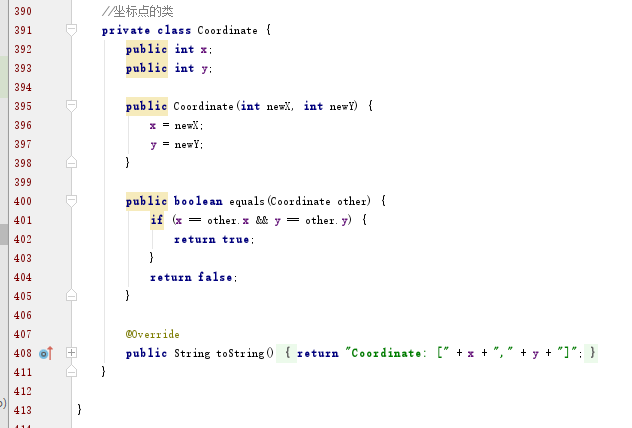 390 //坐标点的类
391 private class Coordinate {
392 public int x;
393 public int y;
394
395 public Coordinate(int newX, int newY) {
396 x = newX;
397 y = newY;
398 }
399
400 public boolean equals(Coordinate other) {
401 if (x == other.x && y == other.y) {
402 return true;
403 }
404 return false;
405 }
406
407 @Override
408 public String toString() { return "Coordinate: [" + x + "," + y + "]"; }
411 }
412
413 }